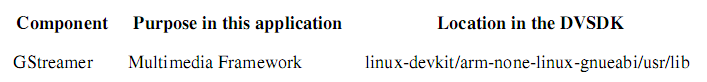 Component Purpose in this application Location in the DVSDK
GStreamer Multimedia Framework linux-devkit/arm-none-linux-gnueabi/usr/lib